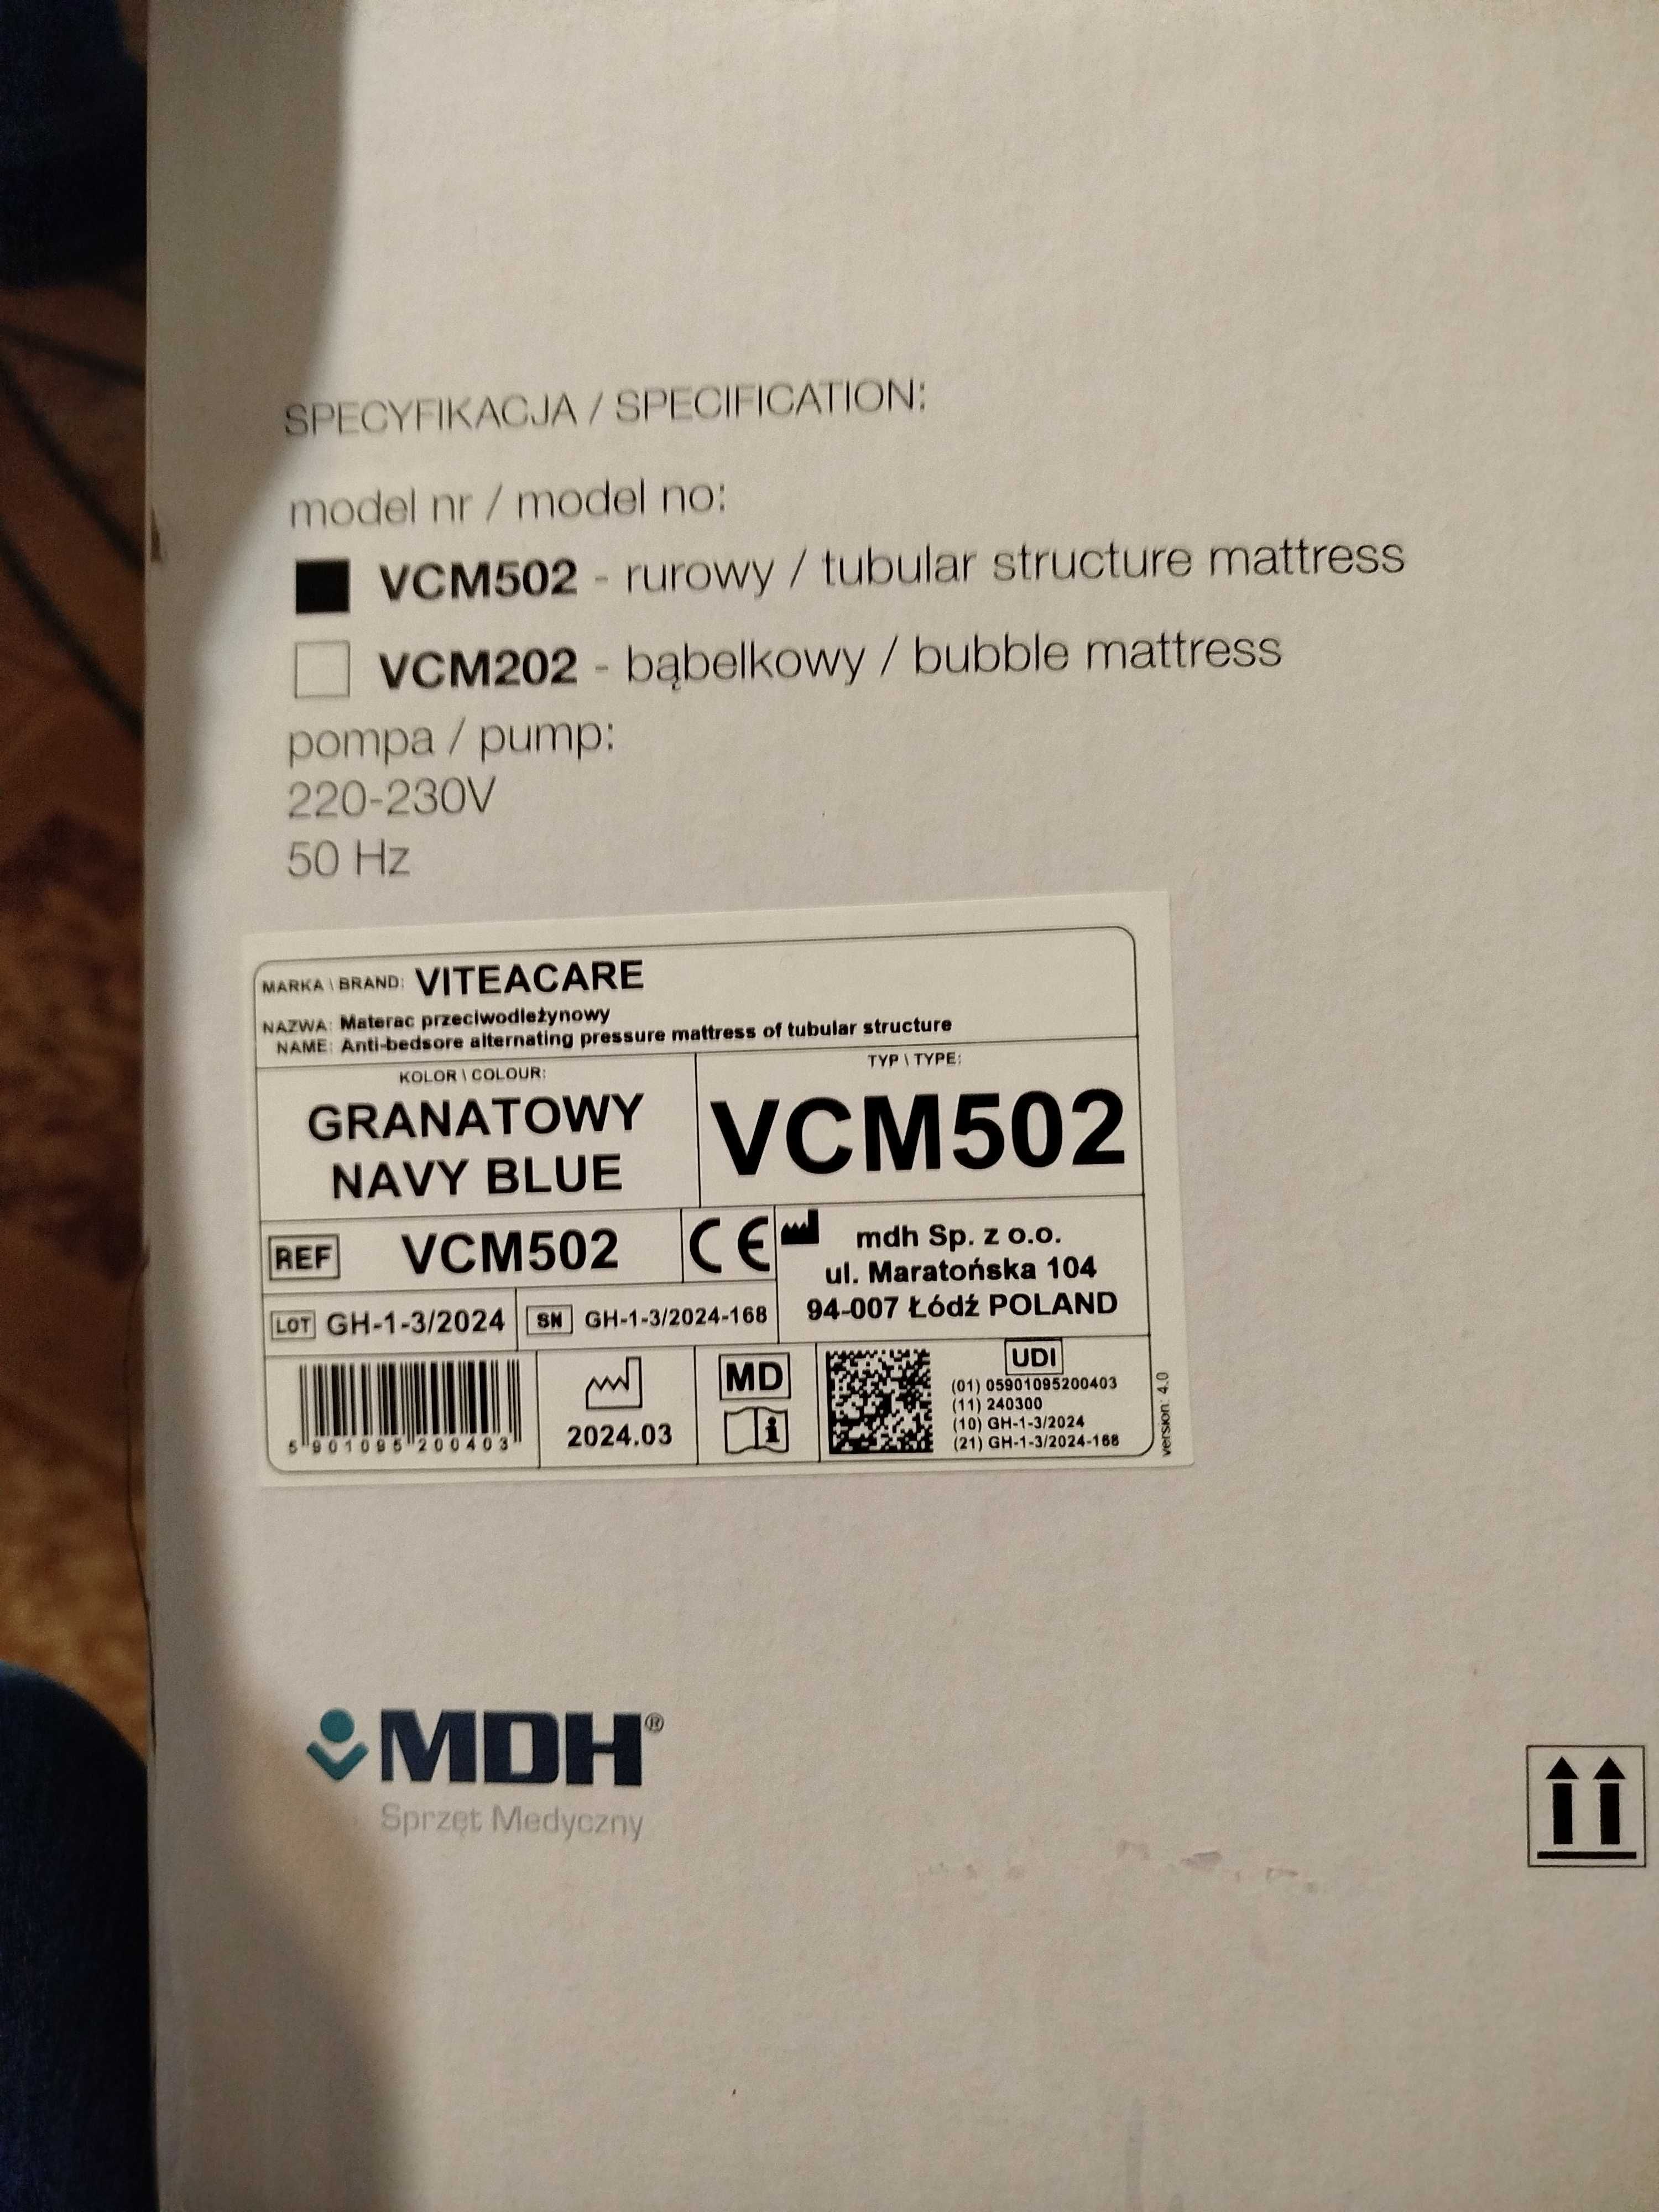 SPECYFIKACJA / SPECIFICATION:
model nr / model no:
VCM502 - rurowy / tubular structure mattress
VCM202 - bąbelkowy / bubble mattress
pompa / pump:
220-230V
50 Hz
MARKA \ BRAND: VITEACARE
NAZWA: Materac przeciwodleżynowy
NAME: Anti-bedsore alternating pressure mattress of tubular structure
KOLOR \ COLOUR:
GRANATOWY
NAVY BLUE
TYP \ TYPE:
VCM502
REF VCM502
CE
mdh Sp. z o.o.
ul. Maratońska 104
94-007 Łódź POLAND
LOT GH-1-3/2024
SN GH-1-3/2024-168
5 901095 200403
2024.03
MD
i
UDI
(01) 05901095200403
(11) 240300
(10) GH-1-3/2024
(21) GH-1-3/2024-168
version: 4.0
MDH®
Sprzęt Medyczny